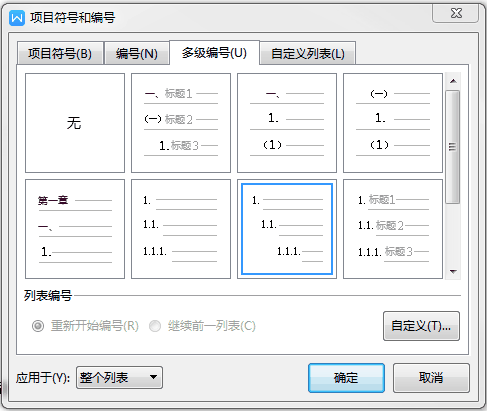 项目符号和编号
项目符号(B) 编号(N) 多级编号(U) 自定义列表(L)
无
一、标题1
(一)标题2
1.标题3
一、
1.
(1)
(一)
1.
(1)
第一章
一、
1.
1.
1.1.
1.1.1.
1.
1.1.
1.1.1.
1. 标题1
1.1. 标题2
1.1.1. 标题3
列表编号
重新开始编号(R) 继续前一列表(C) 自定义(T)...
应用于(Y): 整个列表 确定 取消